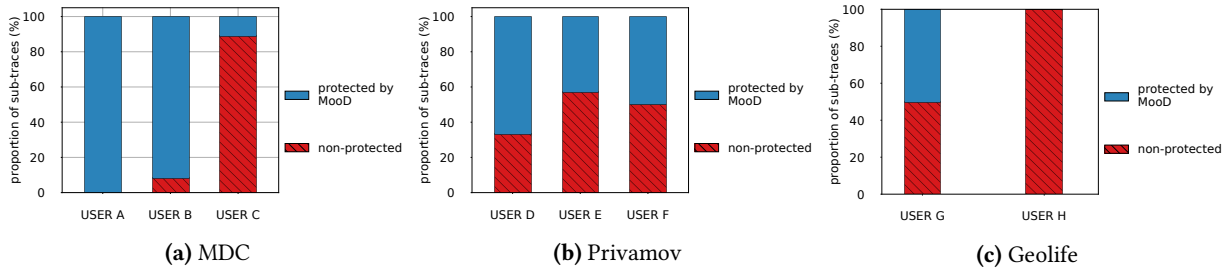 proportion of sub-traces (%)
100
80
60
40
20
0
USER A USER B USER C
protected by
MooD
non-protected
(a) MDC
proportion of sub-traces (%)
100
80
60
40
20
0
USER D USER E USER F
protected by
MooD
non-protected
(b) Privamov
proportion of sub-traces (%)
100
80
60
40
20
0
USER G USER H
protected by
MooD
non-protected
(c) Geolife